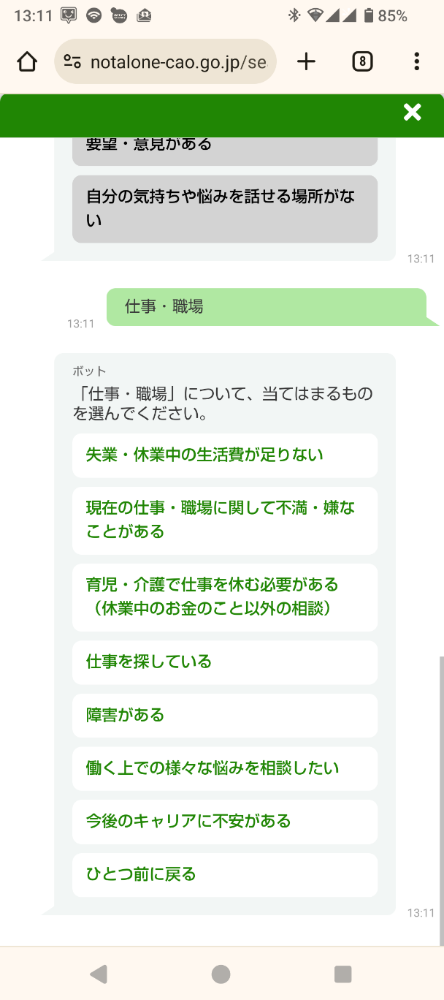 13:11
85%
notalone-cao.go.jp/se
8
要望・意見がある
自分の気持ちや悩みを話せる場所がな
い
13:11
仕事・職場
13:11
ボット
「仕事・職場」について、当てはまるもの
を選んでください。
失業・休業中の生活費が足りない
現在の仕事・職場に関して不満・嫌な
ことがある
育児・介護で仕事を休む必要がある
（休業中のお金のこと以外の相談）
仕事を探している
障害がある
働く上での様々な悩みを相談したい
今後のキャリアに不安がある
ひとつ前に戻る
13:11